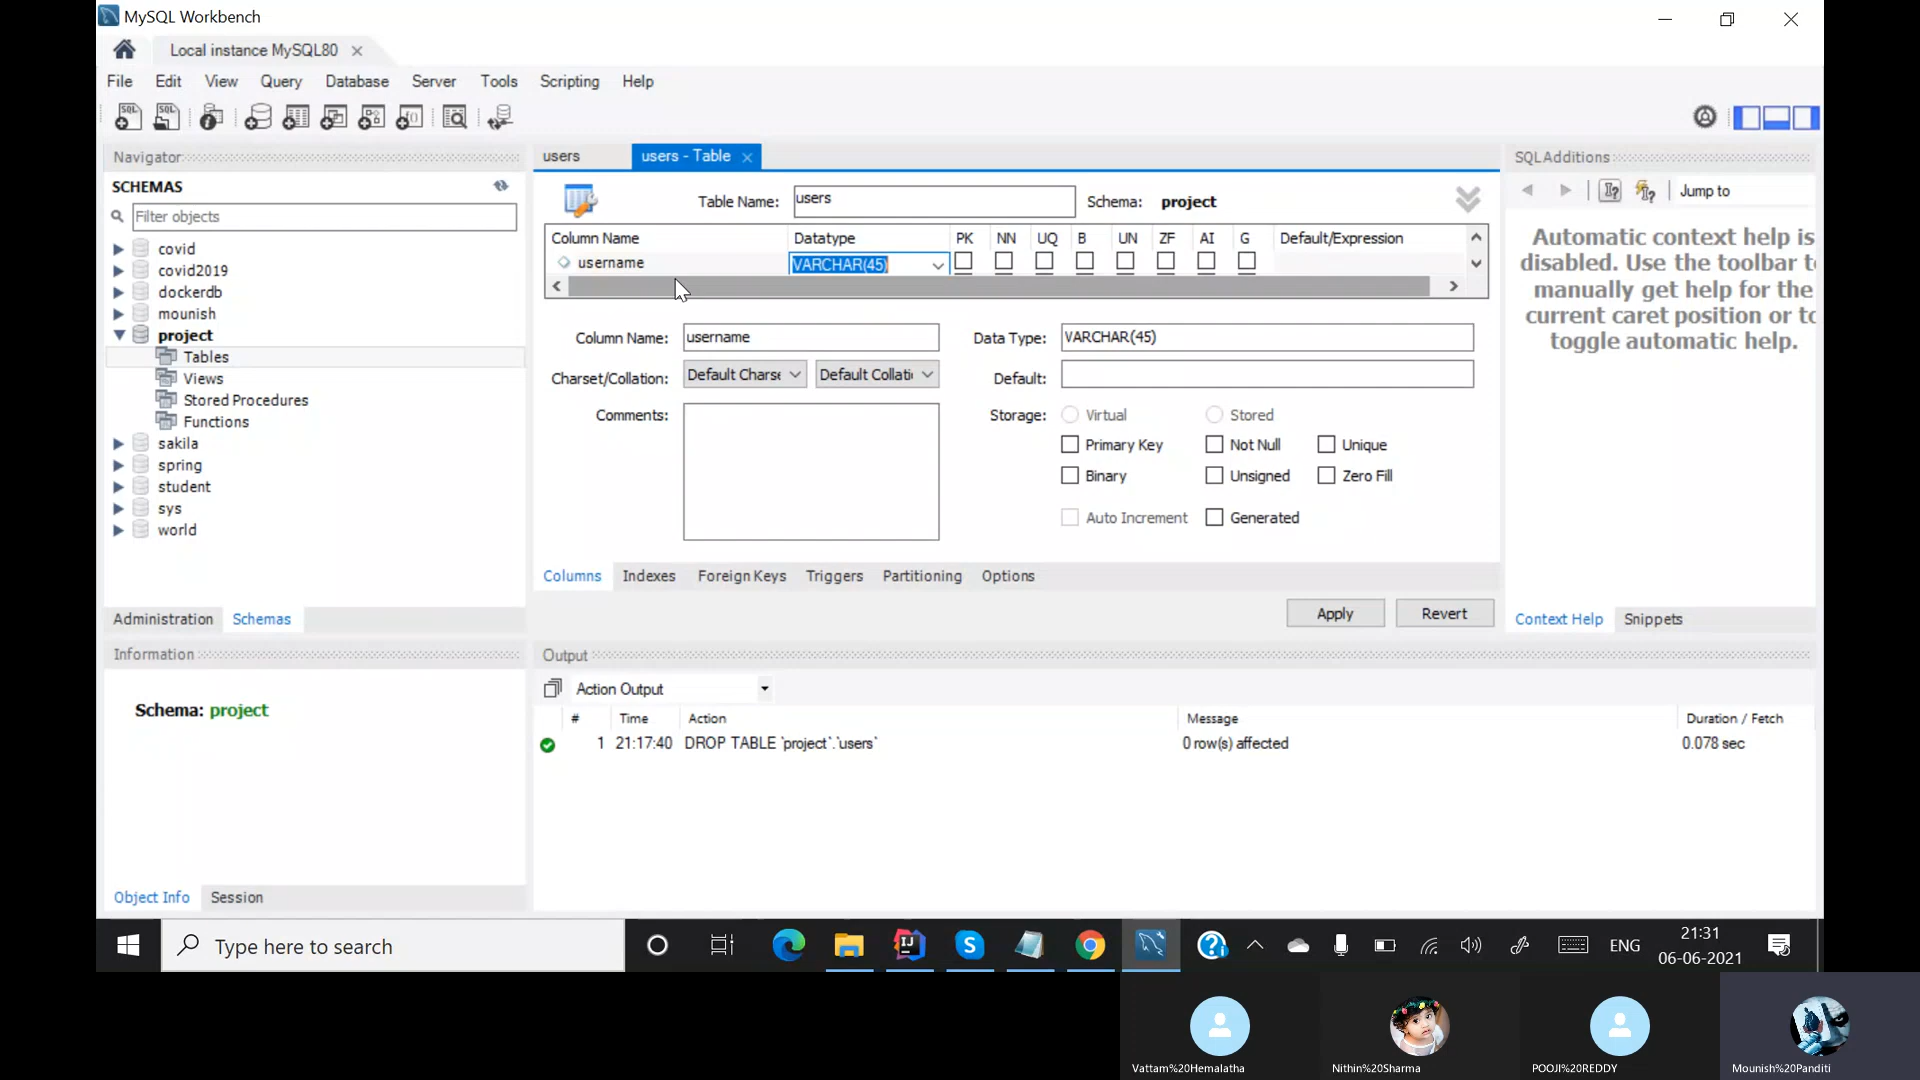 MySQL Workbench
Local instance MySQL80
File Edit View Query Database Server Tools Scripting Help
Navigator
SCHEMAS
Filter objects
covid
covid2019
dockerdb
mounish
project
Tables
Views
Stored Procedures
Functions
sakila
spring
student
sys
world
Administration Schemas
Information
Schema: project
Object Info Session
users users - Table
Table Name: users Schema: project
Column Name Datatype PK NN UQ B UN ZF AI G Default/Expression
username VARCHAR(45)
Column Name: username Data Type: VARCHAR(45)
Charset/Collation: Default Charse Default Collati Default:
Comments: Storage: Virtual Stored
Primary Key Not Null Unique
Binary Unsigned Zero Fill
Auto Increment Generated
Columns Indexes Foreign Keys Triggers Partitioning Options
Apply Revert
SQLAdditions
Jump to
Automatic context help is
disabled. Use the toolbar t
manually get help for the
current caret position or to
toggle automatic help.
Context Help Snippets
Output
Action Output
# Time Action Message Duration / Fetch
1 21:17:40 DROP TABLE `project`.`users` 0 row(s) affected 0.078 sec
Type here to search
ENG
21:31
06-06-2021
Vattam%20Hemalatha
Nithin%20Sharma
POOJI%20REDDY
Mounish%20Panditi